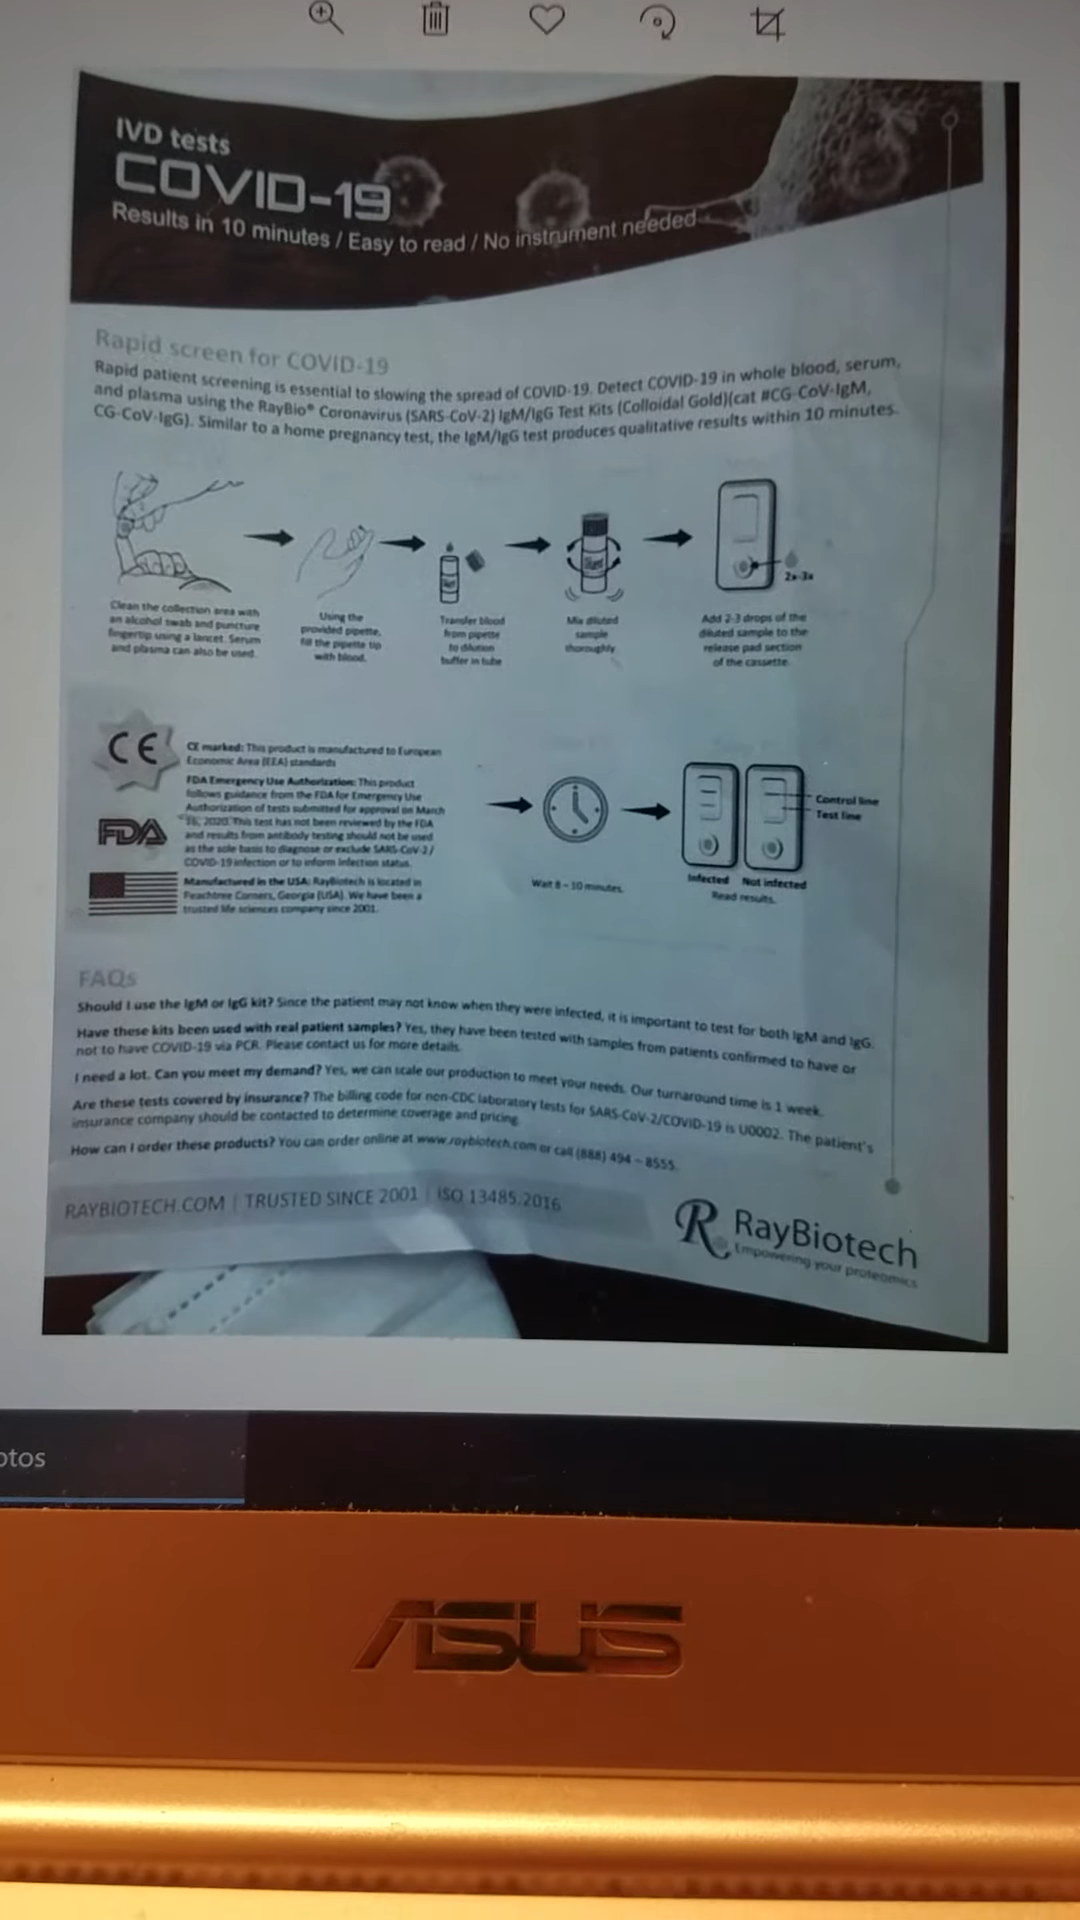 IVD tests
COVID-19
Results in 10 minutes / Easy to read / No instrument needed
Rapid screen for COVID-19
Rapid patient screening is essential to slowing the spread of COVID-19. Detect COVID-19 in whole blood, serum,
and plasma using the RayBio® Coronavirus (SARS-CoV-2) IgM/IgG Test Kits (Colloidal Gold)(cat #CG-CoV-IgM,
CG-CoV-IgG). Similar to a home pregnancy test, the IgM/IgG test produces qualitative results within 10 minutes.
2x-3x
Clean the collection area with
an alcohol swab and puncture
fingertip using a lancet. Serum
and plasma can also be used.
Using the
provided pipette,
fill the pipette tip
with blood.
Transfer blood
from pipette
to dilution
buffer in tube
Mix diluted
sample
thoroughly
Add 2-3 drops of the
diluted sample to the
release pad section
of the cassette.
CE
CE marked: This product is manufactured to European
Economic Area (EEA) standards
FDA Emergency Use Authorization: This product
follows guidance from the FDA for Emergency Use
Authorization of tests submitted for approval on March
16, 2020. This test has not been reviewed by the FDA
and results from antibody testing should not be used
as the sole basis to diagnose or exclude SARS-CoV-2/
COVID-19 infection or to inform infection status.
FDA
Manufactured in the USA: RayBiotech is located in
Peachtree Corners, Georgia (USA). We have been a
trusted life sciences company since 2001.
Wait 8 – 10 minutes.
Control line
Test line
Infected Not infected
Read results.
FAQs
Should I use the IgM or IgG kit? Since the patient may not know when they were infected, it is important to test for both IgM and IgG.
Have these kits been used with real patient samples? Yes, they have been tested with samples from patients confirmed to have or
not to have COVID-19 via PCR. Please contact us for more details.
I need a lot. Can you meet my demand? Yes, we can scale our production to meet your needs. Our turnaround time is 1 week.
Are these tests covered by insurance? The billing code for non-CDC laboratory tests for SARS-CoV-2/COVID-19 is U0002. The patient's
insurance company should be contacted to determine coverage and pricing.
How can I order these products? You can order online at www.raybiotech.com or call (888) 494 – 8555.
RAYBIOTECH.COM | TRUSTED SINCE 2001 | ISO 13485:2016
R RayBiotech
Empowering your proteomics
otos
ASUS